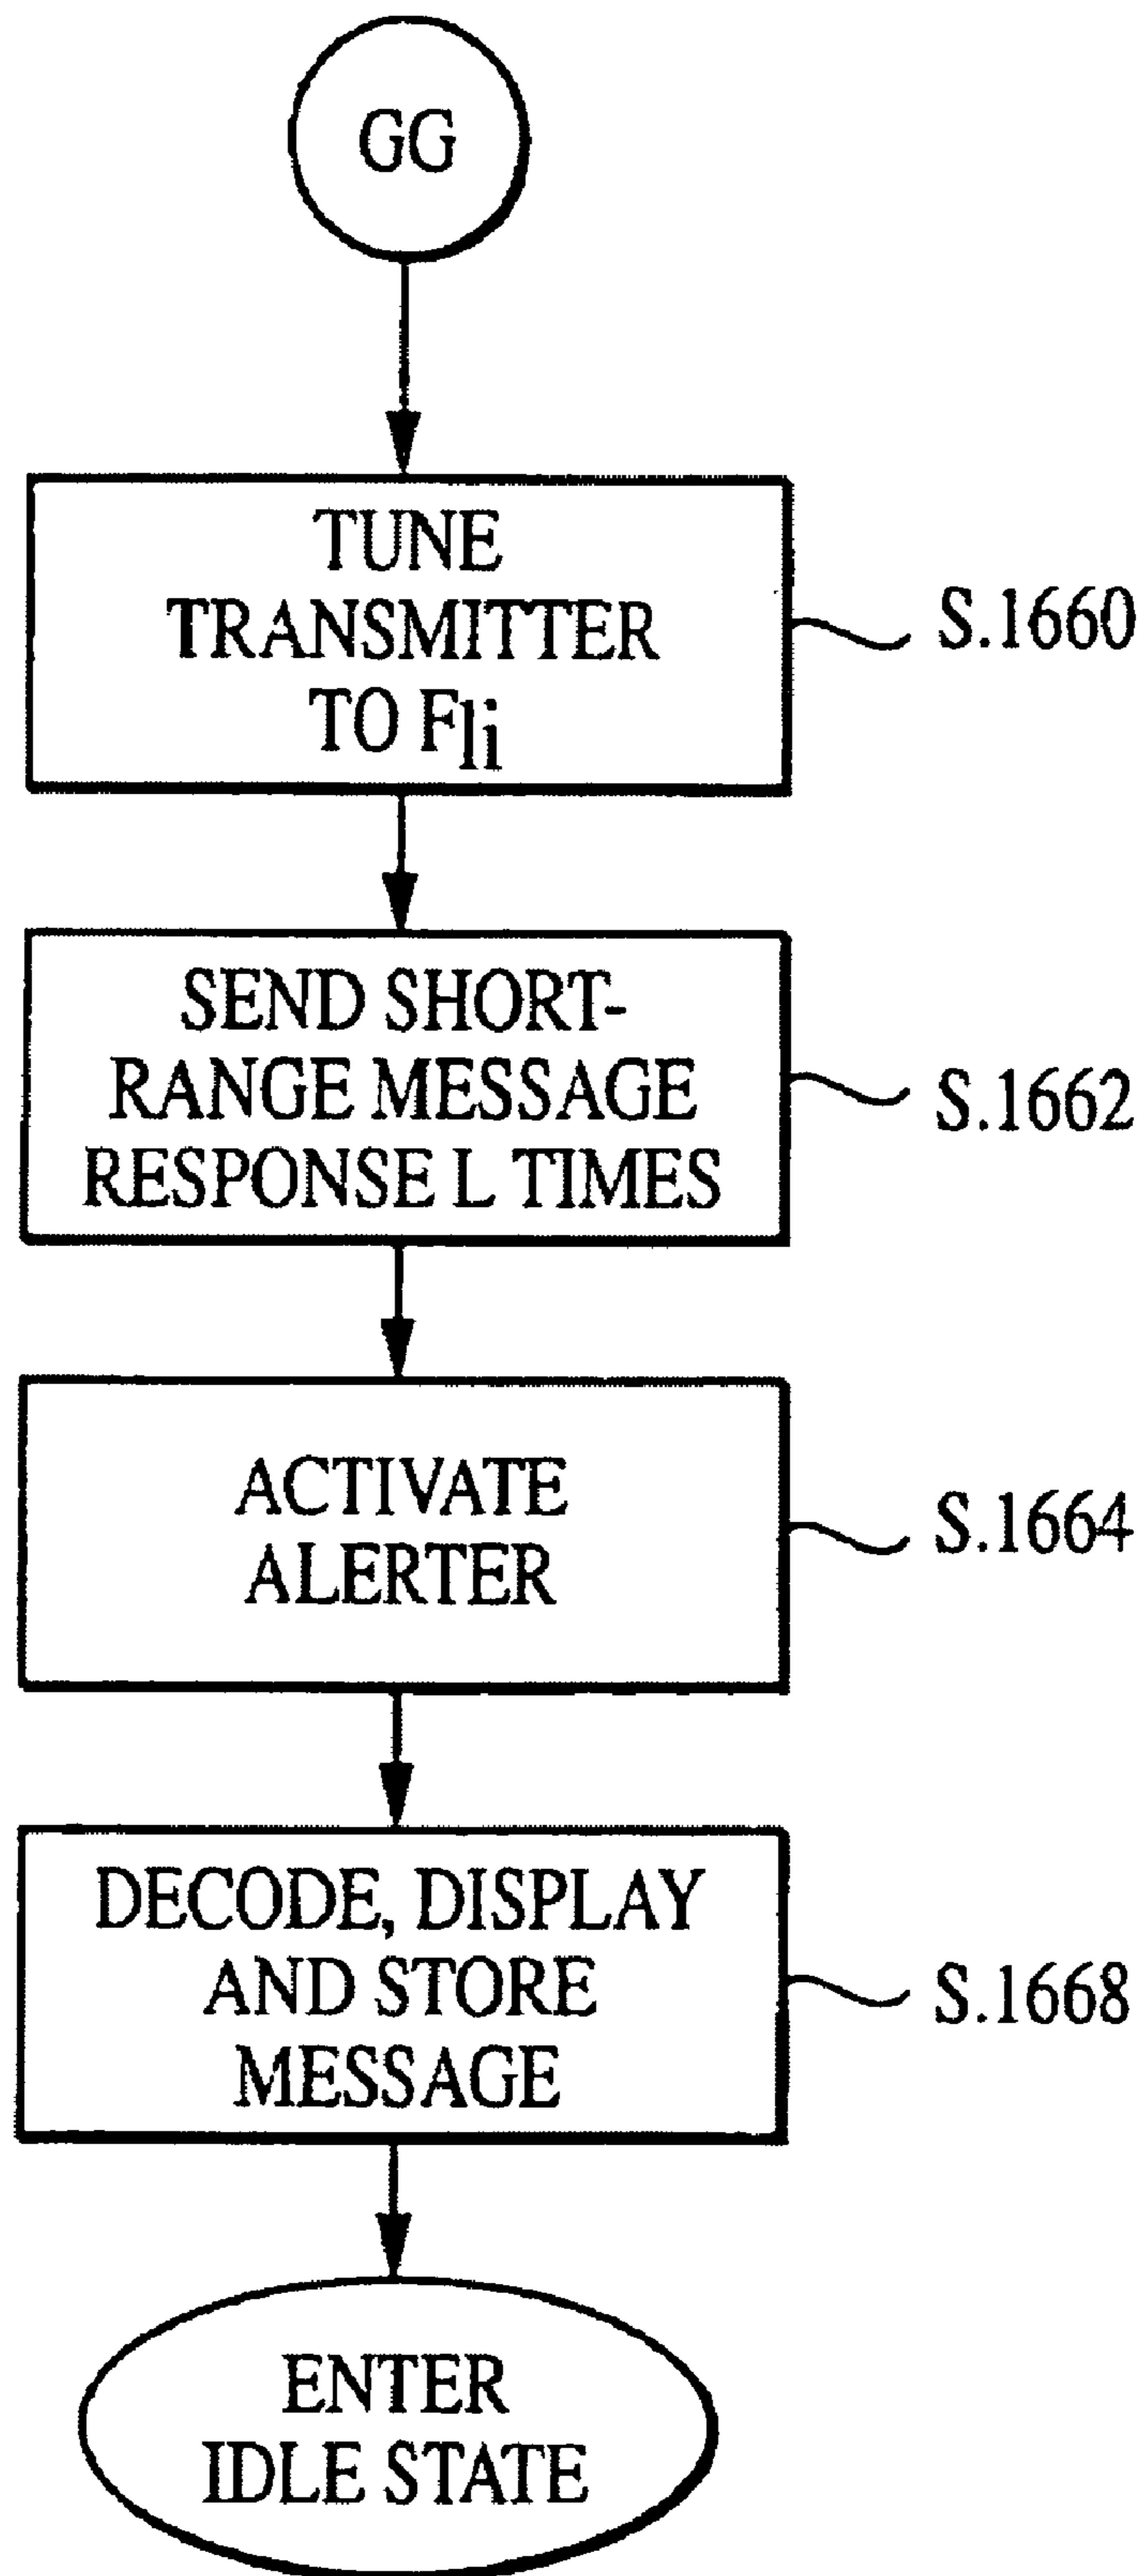 GG
TUNE
TRANSMITTER
TO Fli
S.1660
SEND SHORT-
RANGE MESSAGE
RESPONSE L TIMES
S.1662
ACTIVATE
ALERTER
S.1664
DECODE, DISPLAY
AND STORE
MESSAGE
S.1668
ENTER
IDLE STATE